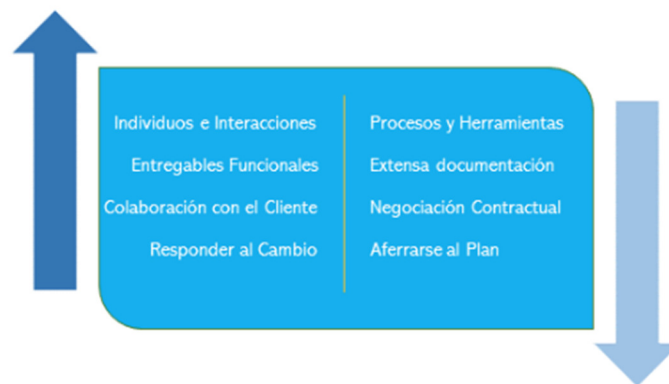 Individuos e Interacciones
Procesos y Herramientas
Entregables Funcionales
Extensa documentación
Colaboración con el Cliente
Negociación Contractual
Responder al Cambio
Aferrarse al Plan